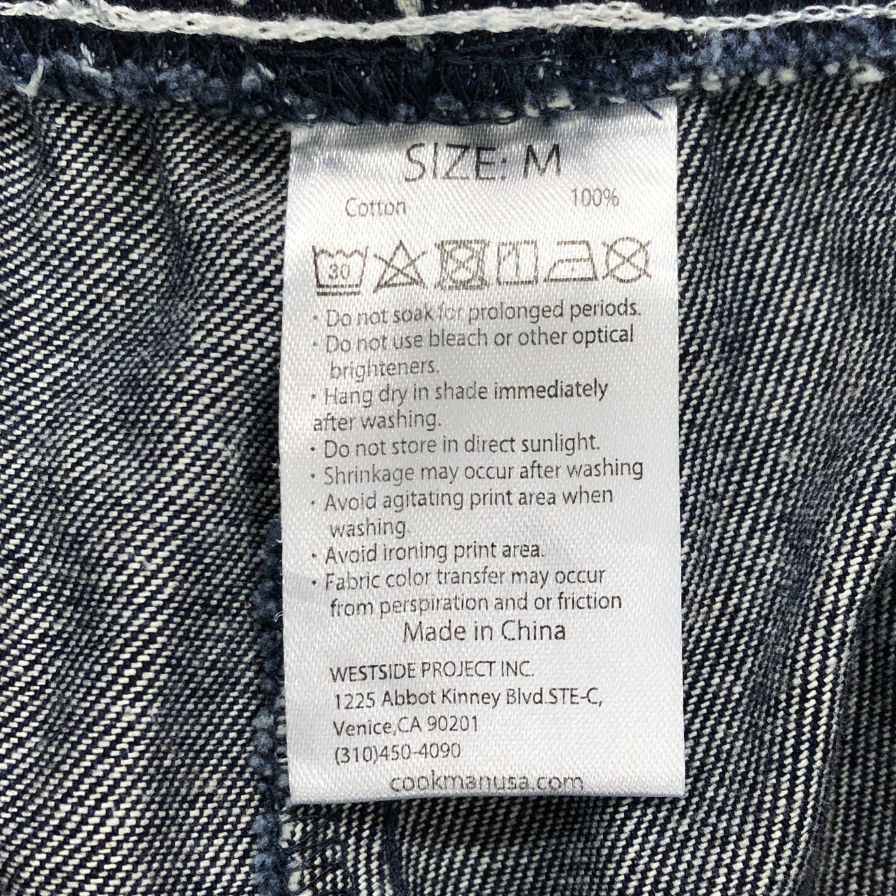 SIZE: M
Cotton 100%
30
· Do not soak for prolonged periods.
· Do not use bleach or other optical
brighteners.
· Hang dry in shade immediately
after washing.
· Do not store in direct sunlight.
· Shrinkage may occur after washing
· Avoid agitating print area when
washing.
· Avoid ironing print area.
· Fabric color transfer may occur
from perspiration and or friction
Made in China
WESTSIDE PROJECT INC.
1225 Abbot Kinney Blvd.STE-C,
Venice,CA 90201
(310)450-4090
cookmanusa.com